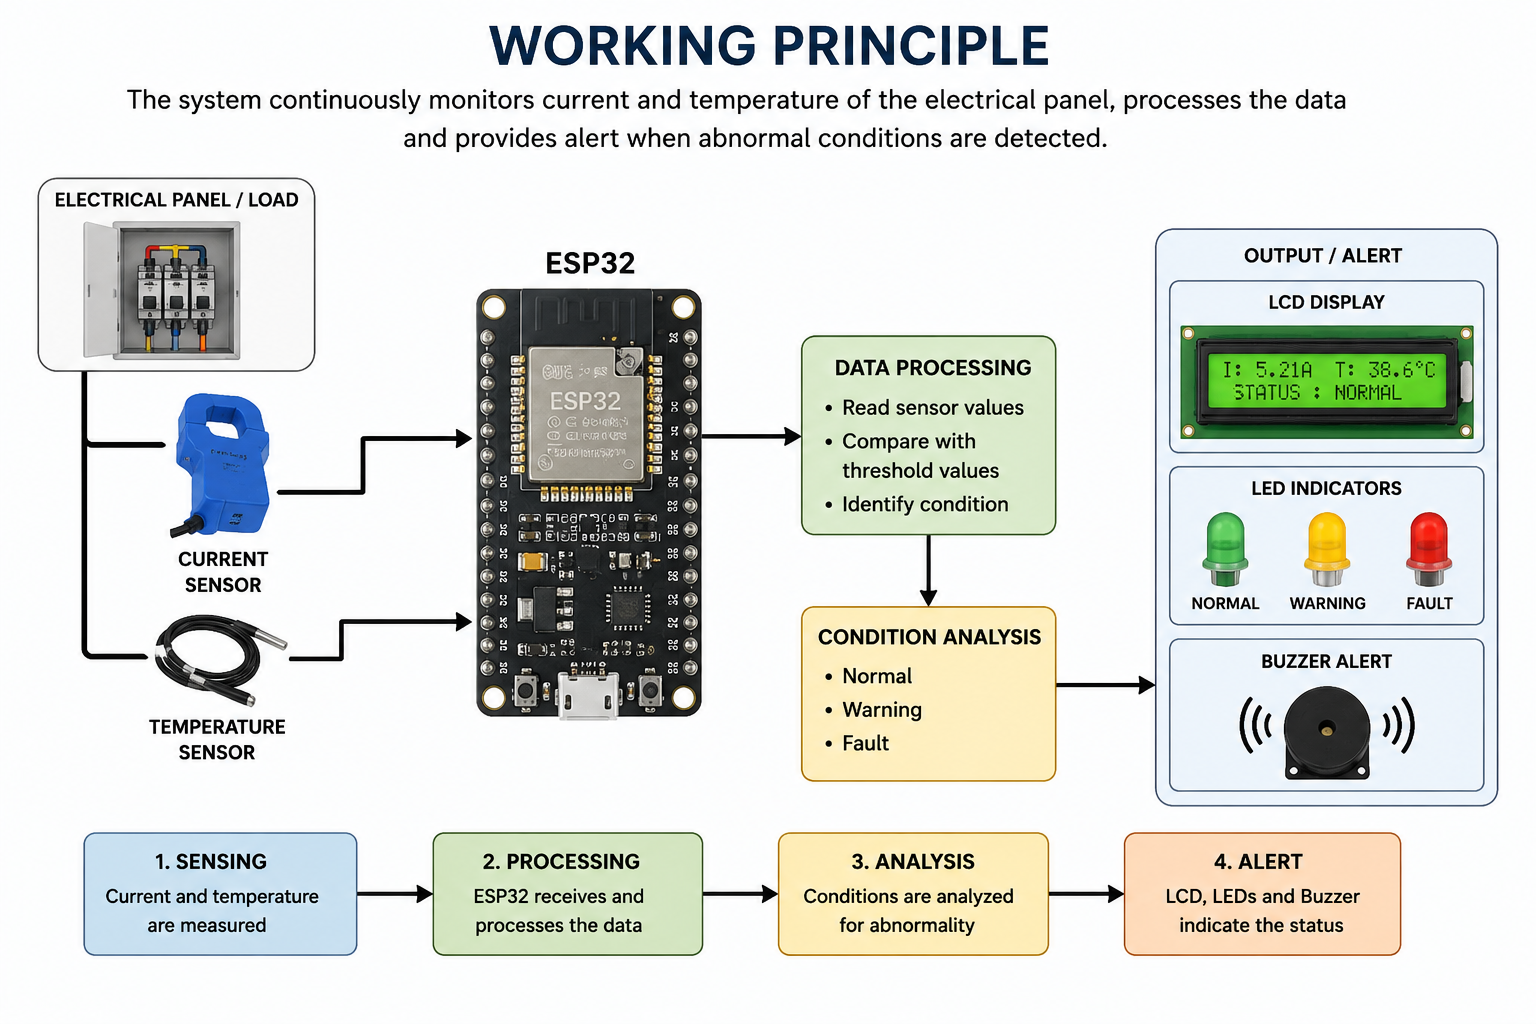 WORKING PRINCIPLE
The system continuously monitors current and temperature of the electrical panel, processes the data
and provides alert when abnormal conditions are detected.
ELECTRICAL PANEL / LOAD
CURRENT
SENSOR
TEMPERATURE
SENSOR
ESP32
ESP32
DATA PROCESSING
• Read sensor values
• Compare with
threshold values
• Identify condition
CONDITION ANALYSIS
• Normal
• Warning
• Fault
OUTPUT / ALERT
LCD DISPLAY
I: 5.21A T: 38.6°C
STATUS : NORMAL
LED INDICATORS
NORMAL WARNING FAULT
BUZZER ALERT
1. SENSING
Current and temperature
are measured
2. PROCESSING
ESP32 receives and
processes the data
3. ANALYSIS
Conditions are analyzed
for abnormality
4. ALERT
LCD, LEDs and Buzzer
indicate the status